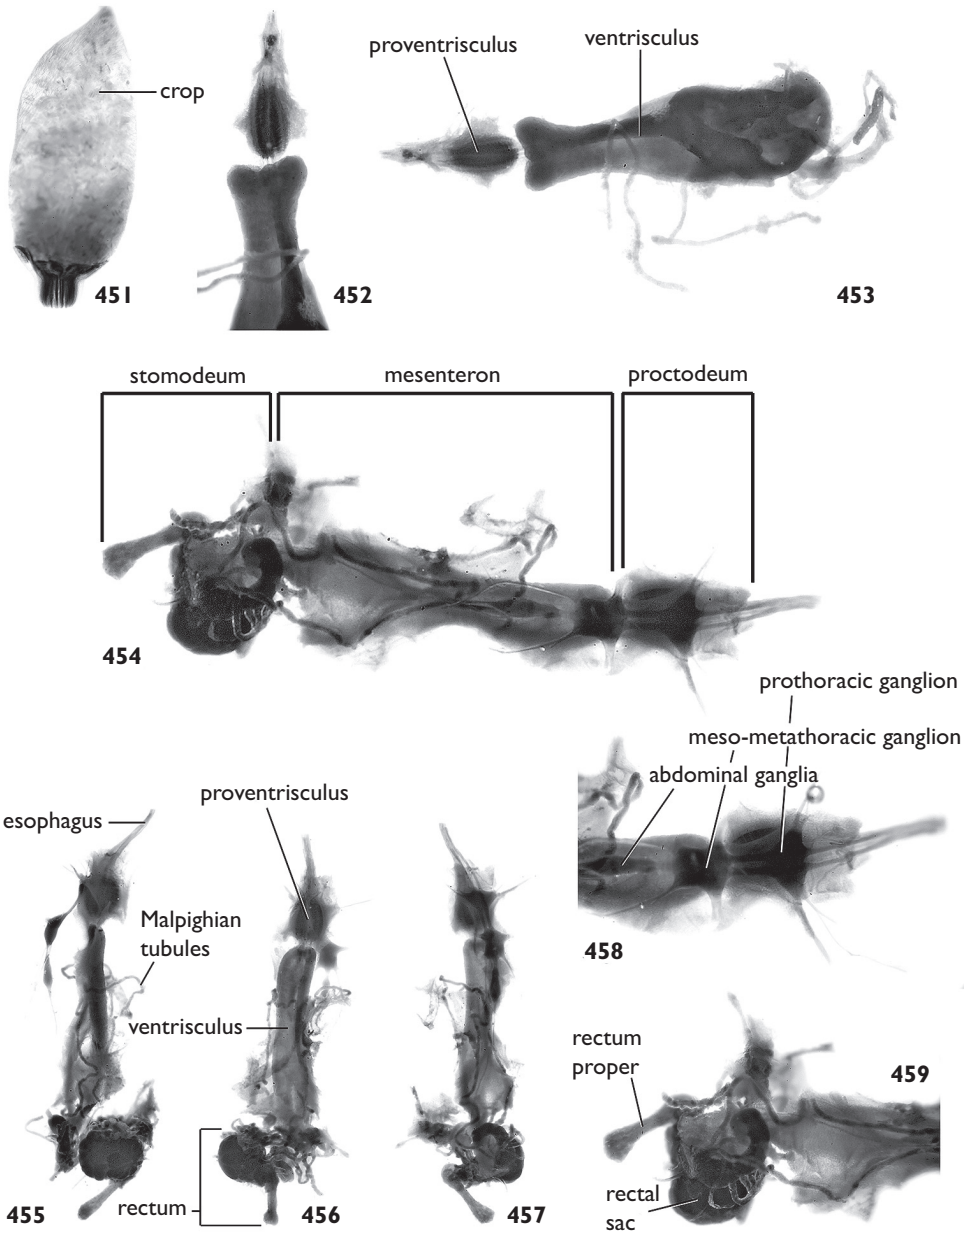 crop
451
452
proventrisculus
ventrisculus
453
stomodeum
mesenteron
proctodeum
454
prothoracic ganglion
meso-metathoracic ganglion
abdominal ganglia
458
esophagus
Malpighian
tubules
455
proventrisculus
ventrisculus
rectum
456
457
rectum
proper
459
rectal
sac